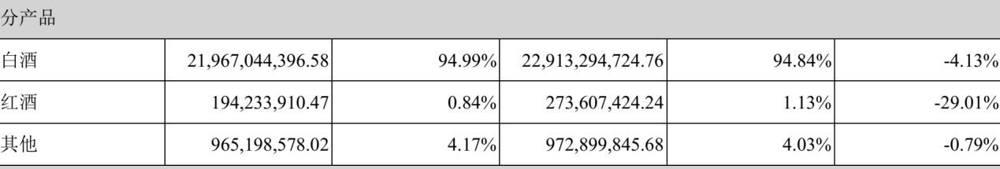 分产品
白酒 21,967,044,396.58 94.99% 22,913,294,724.76 94.84% -4.13%
红酒 194,233,910.47 0.84% 273,607,424.24 1.13% -29.01%
其他 965,198,578.02 4.17% 972,899,845.68 4.03% -0.79%